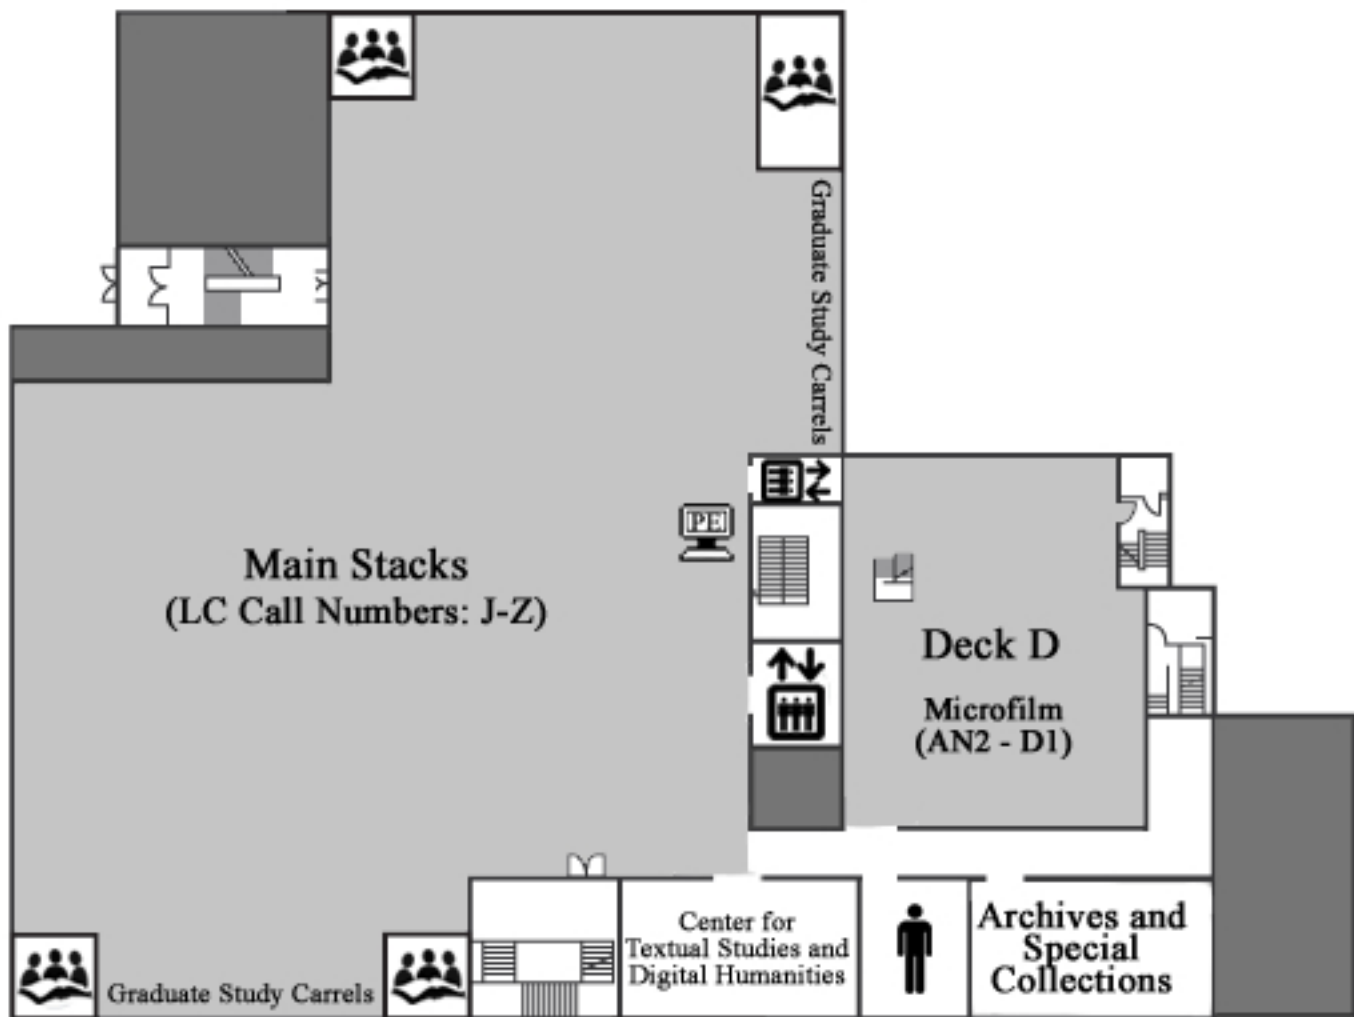 Graduate Study Carrels
PE
Main Stacks
(LC Call Numbers: J-Z)
Deck D
Microfilm
(AN2 - D1)
Center for
Textual Studies and
Digital Humanities
Archives and
Special
Collections
Graduate Study Carrels